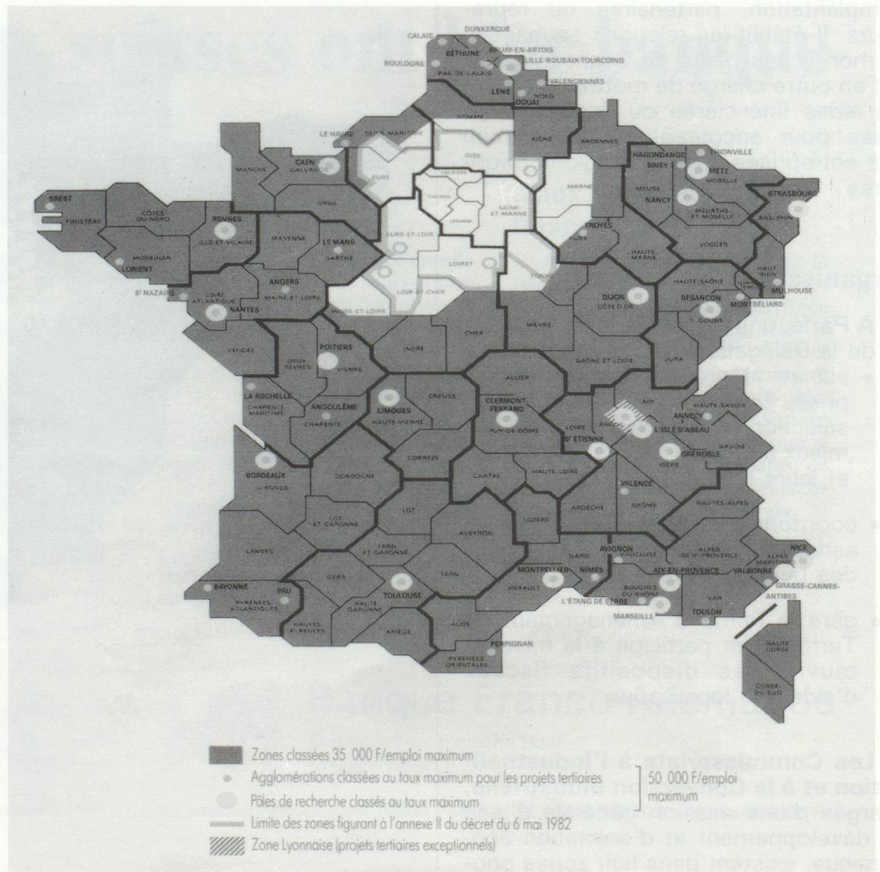 DUNKERQUE
CALAIS
BÉTHUNE
LILLE-ROUBAIX-TOURCOING
BOULOGNE
PAS-DE-CALAIS
VALENCIENNES
LENS
NORD
DOUAI
SOMME
AISNE
LE HAVRE
SEINE-MARITIME
ARDENNES
OISE
THIONVILLE
HAGONDANGE
BRIEY
METZ
MOSELLE
MANCHE
CAEN
CALVADOS
EURE
MARNE
MEUSE
STRASBOURG
BREST
NANCY
SEINE-ET-MARNE
MEURTHE-ET-MOSELLE
BAS-RHIN
ORNE
CÔTES-DU-NORD
FINISTÈRE
RENNES
ILLE-ET-VILAINE
MAYENNE
LE MANS
SARTHE
EURE-ET-LOIR
TROYES
AUBE
VOSGES
MORBIHAN
LORIENT
LOIRET
YONNE
HAUTE MARNE
HAUT-RHIN
MULHOUSE
ANGERS
MAINE-ET-LOIRE
LOIR-ET-CHER
HAUTE-SAÔNE
ST NAZAIRE
LOIRE ATLANTIQUE
NANTES
INDRE-ET-LOIRE
DIJON
CÔTE D'OR
BESANÇON
DOUBS
MONTBÉLIARD
CHER
NIÈVRE
INDRE
VENDÉE
DEUX SÈVRES
POITIERS
VIENNE
SAÔNE ET LOIRE
JURA
ALLIER
LA ROCHELLE
CHARENTE MARITIME
ANGOULÊME
CHARENTE
LIMOGES
HAUTE-VIENNE
CREUSE
CLERMONT FERRAND
PUY-DE-DÔME
LOIRE
RHÔNE
AIN
ANNECY
HAUTE-SAVOIE
L'ISLE D'ABEAU
ST ÉTIENNE
SAVOIE
GRENOBLE
ISÈRE
CORRÈZE
BORDEAUX
GIRONDE
DORDOGNE
CANTAL
HAUTE-LOIRE
VALENCE
ARDÈCHE
DRÔME
HAUTES-ALPES
LOT
LOT ET-GARONNE
AVEYRON
LOZÈRE
LANDES
TARN ET-GARONNE
GARD
AVIGNON
VAUCLUSE
ALPES DE-HTE-PROVENCE
ALPES MARITIMES
NICE
GERS
TARN
MONTPELLIER
HÉRAULT
NÎMES
AIX-EN-PROVENCE
VALBONNE
GRASSE-CANNES-ANTIBES
BAYONNE
PAU
PYRÉNÉES-ATLANTIQUES
TOULOUSE
HAUTE GARONNE
L'ÉTANG DE BERRE
BOUCHES DU RHÔNE
MARSEILLE
VAR
TOULON
HAUTES PYRÉNÉES
ARIÈGE
AUDE
PERPIGNAN
PYRÉNÉES ORIENTALES
HAUTE CORSE
CORSE-DU-SUD
Zones classées 35 000 F/emploi maximum
Agglomérations classées au taux maximum pour les projets tertiaires
50 000 F/emploi
maximum
Pôles de recherche classés au taux maximum
Limite des zones figurant à l'annexe II du décret du 6 mai 1982
Zone Lyonnaise (projets tertiaires exceptionnels)